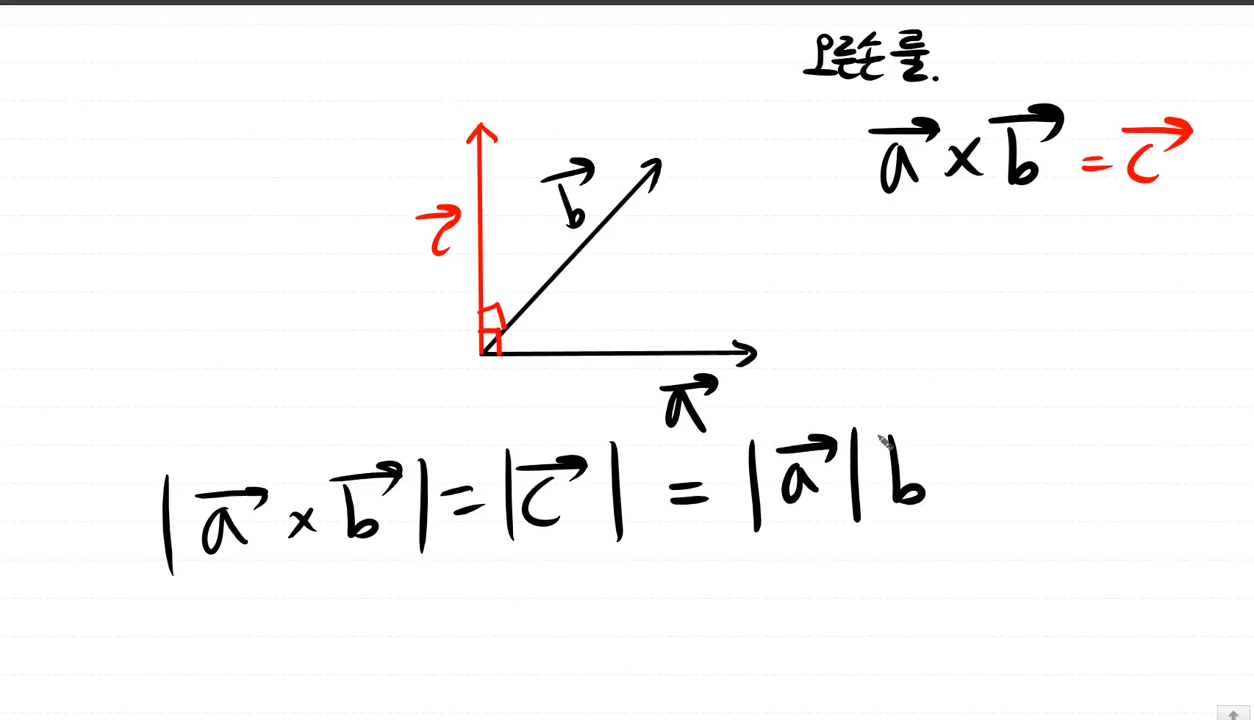 오른손 룰.
a⃗ × b⃗ = c⃗
b⃗
c⃗
a⃗
|a⃗ × b⃗| = |c⃗| = |a⃗| b